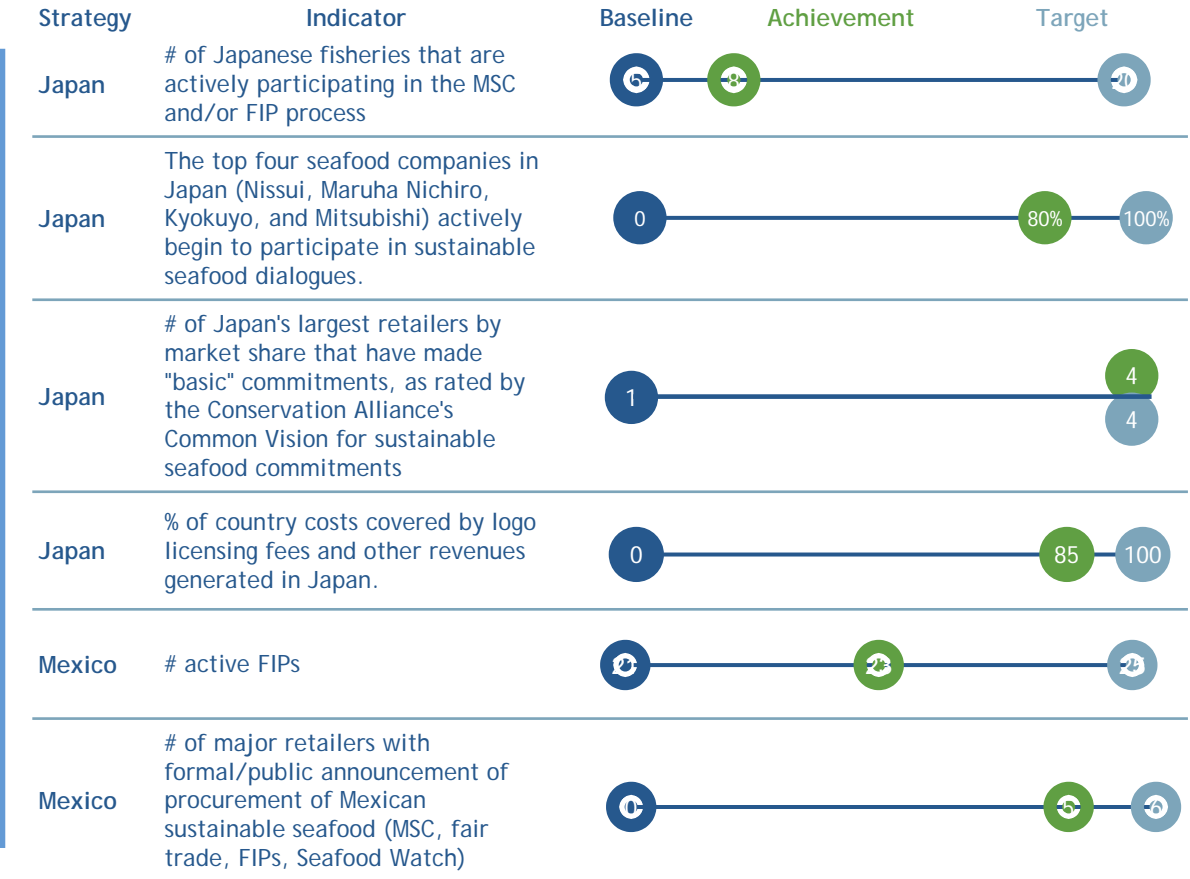 Strategy Indicator Baseline Achievement Target
Japan
# of Japanese fisheries that are
actively participating in the MSC
and/or FIP process
5 8 20
Japan
The top four seafood companies in
Japan (Nissui, Maruha Nichiro,
Kyokuyo, and Mitsubishi) actively
begin to participate in sustainable
seafood dialogues.
0 80% 100%
Japan
# of Japan's largest retailers by
market share that have made
"basic" commitments, as rated by
the Conservation Alliance's
Common Vision for sustainable
seafood commitments
1
4
4
Japan
% of country costs covered by logo
licensing fees and other revenues
generated in Japan.
0 85 100
Mexico
# active FIPs
21 23 25
Mexico
# of major retailers with
formal/public announcement of
procurement of Mexican
sustainable seafood (MSC, fair
trade, FIPs, Seafood Watch)
0 5 6